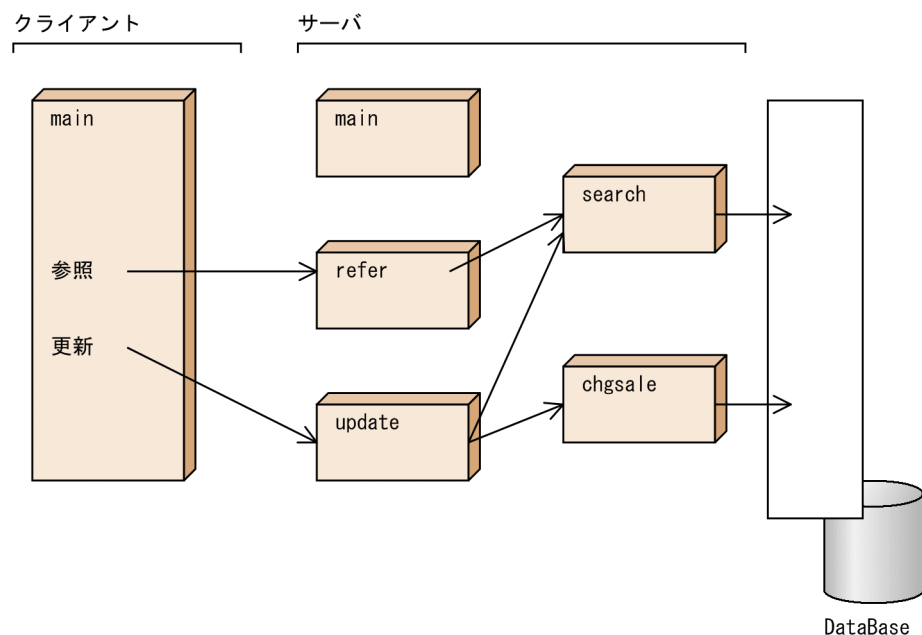 クライアント
サーバ
main
参照
更新
main
refer
update
search
chgsale
DataBase